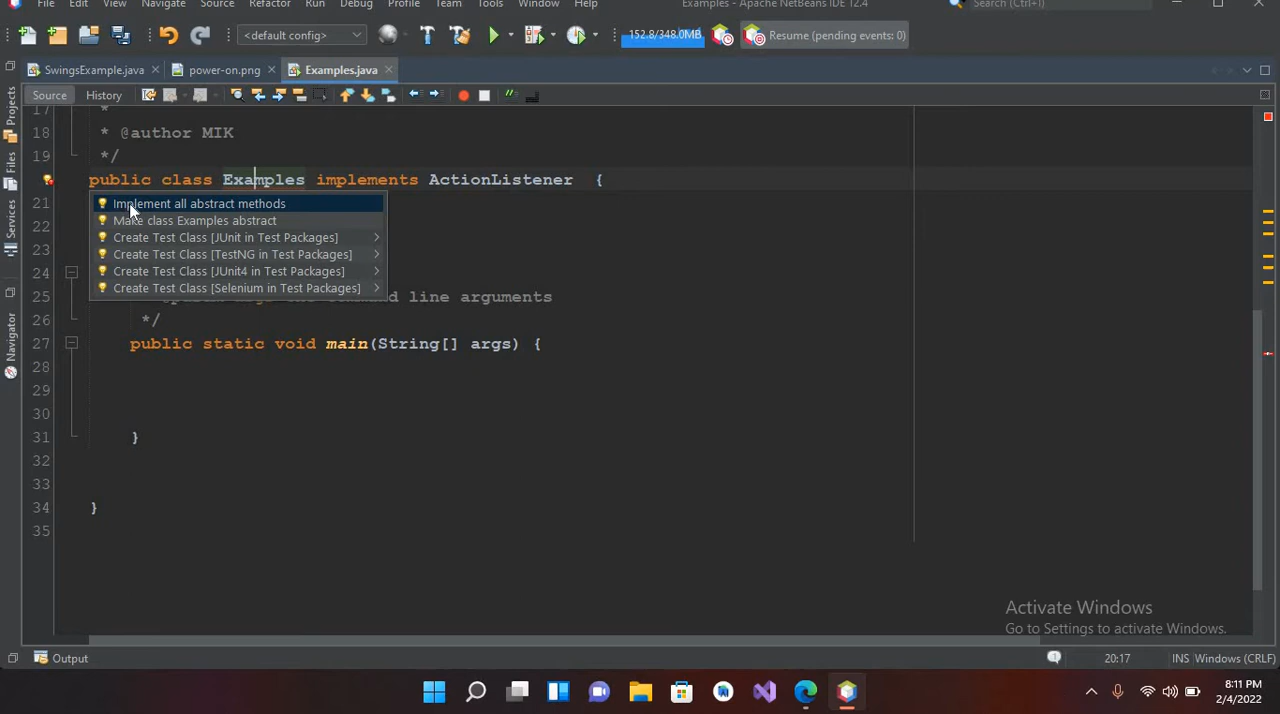 File Edit View Navigate Source Refactor Run Debug Profile Team Tools Window Help Examples - Apache NetBeans IDE 12.4 Search (Ctrl+I)
<default config> 152.8/348.0MB Resume (pending events: 0)
SwingsExample.java power-on.png Examples.java
Source History
Projects
Files
Services
Navigator
17 *
18 * @author MIK
19 */
public class Examples implements ActionListener {
Implement all abstract methods
21
Make class Examples abstract
22
Create Test Class [JUnit in Test Packages]
23
Create Test Class [TestNG in Test Packages]
24
Create Test Class [JUnit4 in Test Packages]
25 line arguments
Create Test Class [Selenium in Test Packages]
26 */
27 public static void main(String[] args) {
28
29
30
31 }
32
33
34 }
35
Activate Windows
Go to Settings to activate Windows.
Output 20:17 INS Windows (CRLF)
8:11 PM
2/4/2022